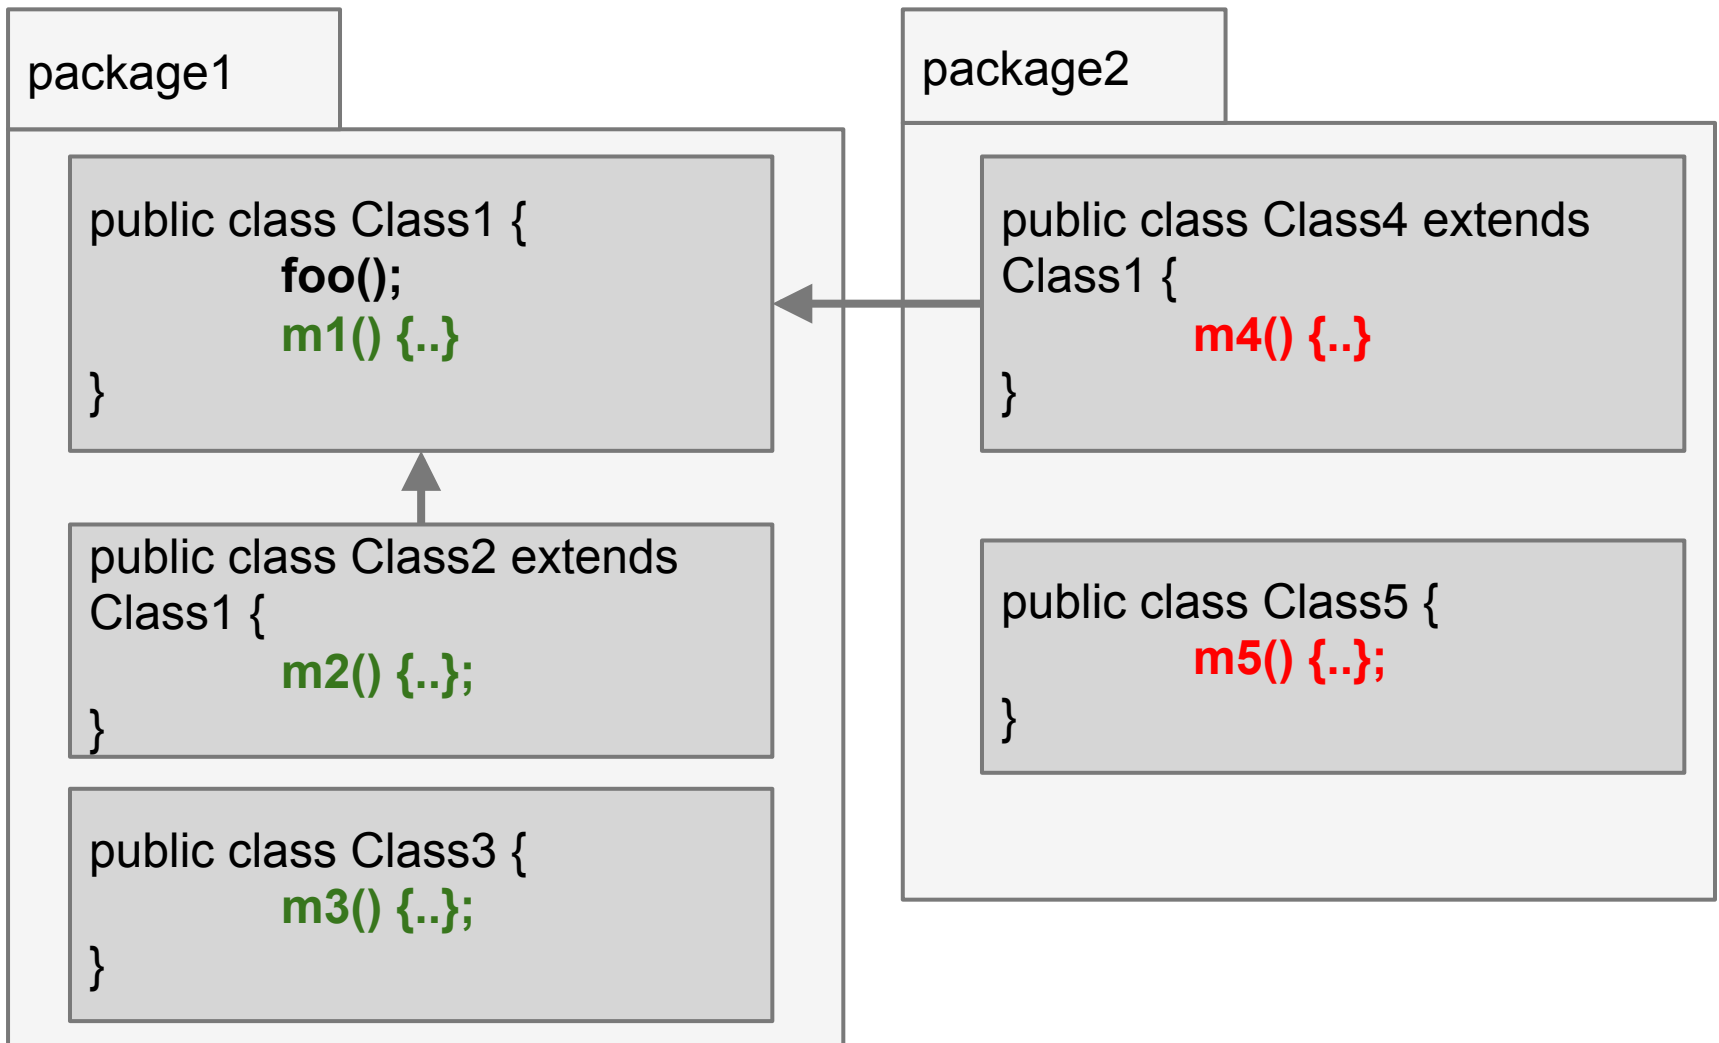 package1
public class Class1 {
foo();
m1() {..}
}
public class Class2 extends
Class1 {
m2() {..};
}
public class Class3 {
m3() {..};
}
package2
public class Class4 extends
Class1 {
m4() {..}
}
public class Class5 {
m5() {..};
}